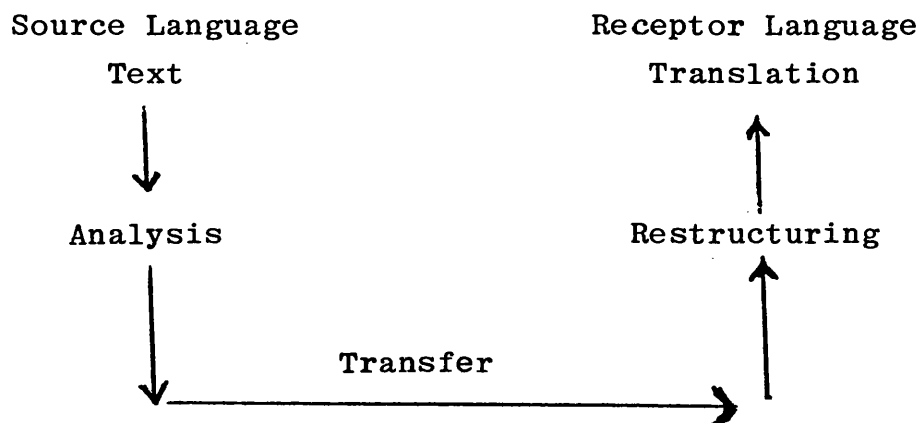 Source Language
Text
Analysis
Transfer
Receptor Language
Translation
Restructuring